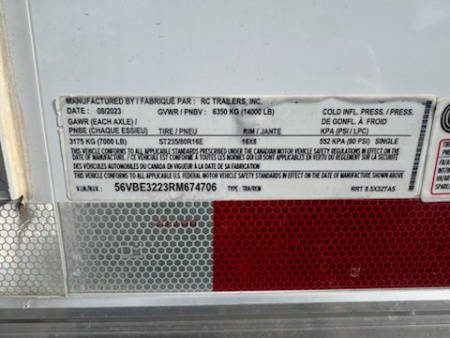 MANUFACTURED BY / FABRIQUÉ PAR : RC TRAILERS, INC.
DATE : 08/2023 GVWR / PNBV : 6350 KG (14000 LB) COLD INFL. PRESS. / PRESS.
GAWR (EACH AXLE) / DE GONFL. À FROID
PNBE (CHAQUE ESSIEU) TIRE / PNEU RIM / JANTE KPA (PSI / LPC)
3175 KG (7000 LB) ST235/80R16E 16X6 552 KPA (80 PSI) SINGLE
THIS VEHICLE CONFORMS TO ALL APPLICABLE STANDARDS PRESCRIBED UNDER THE CANADIAN MOTOR VEHICLE SAFETY REGULATIONS
IN EFFECT ON THE DATE OF MANUFACTURE / CE VÉHICULE EST CONFORME À TOUTES LES NORMES QUI LUI SONT APPLICABLES EN VERTU DU RÈGLEMENT SUR LA SÉCURITÉ
DES VÉHICULES AUTOMOBILES DU CANADA EN VIGUEUR À LA DATE DE SA FABRICATION
THIS VEHICLE CONFORMS TO ALL APPLICABLE U.S. FEDERAL MOTOR VEHICLE SAFETY STANDARDS IN EFFECT ON THE DATE OF MANUFACTURE SHOWN ABOVE.
V.I.N./N.I.V.: 56VBE3223RM674706 TYPE: TRA/REM RIRT 8.5X32TA5